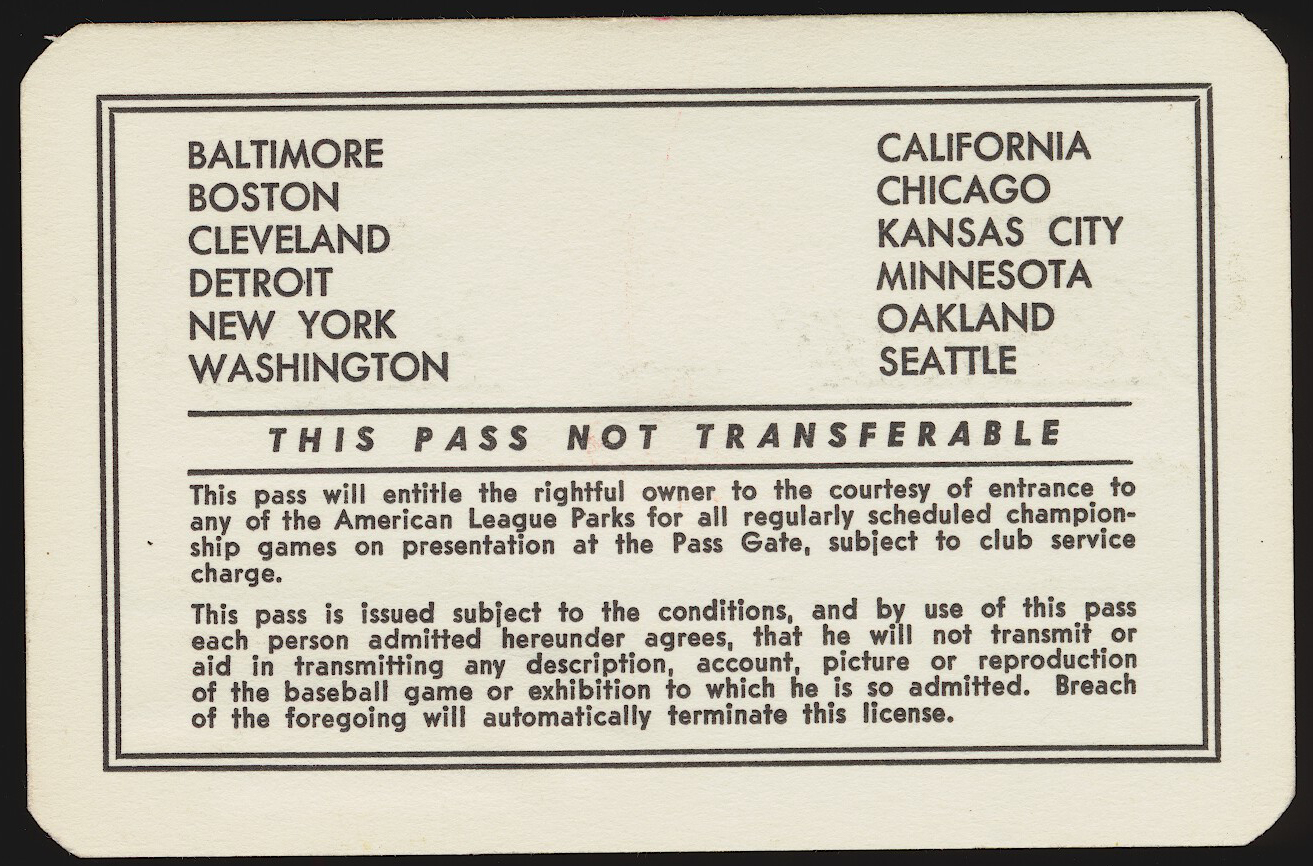 BALTIMORE
BOSTON
CLEVELAND
DETROIT
NEW YORK
WASHINGTON
CALIFORNIA
CHICAGO
KANSAS CITY
MINNESOTA
OAKLAND
SEATTLE
THIS PASS NOT TRANSFERABLE
This pass will entitle the rightful owner to the courtesy of entrance to
any of the American League Parks for all regularly scheduled champion-
ship games on presentation at the Pass Gate, subject to club service
charge.
This pass is issued subject to the conditions, and by use of this pass
each person admitted hereunder agrees, that he will not transmit or
aid in transmitting any description, account, picture or reproduction
of the baseball game or exhibition to which he is so admitted. Breach
of the foregoing will automatically terminate this license.